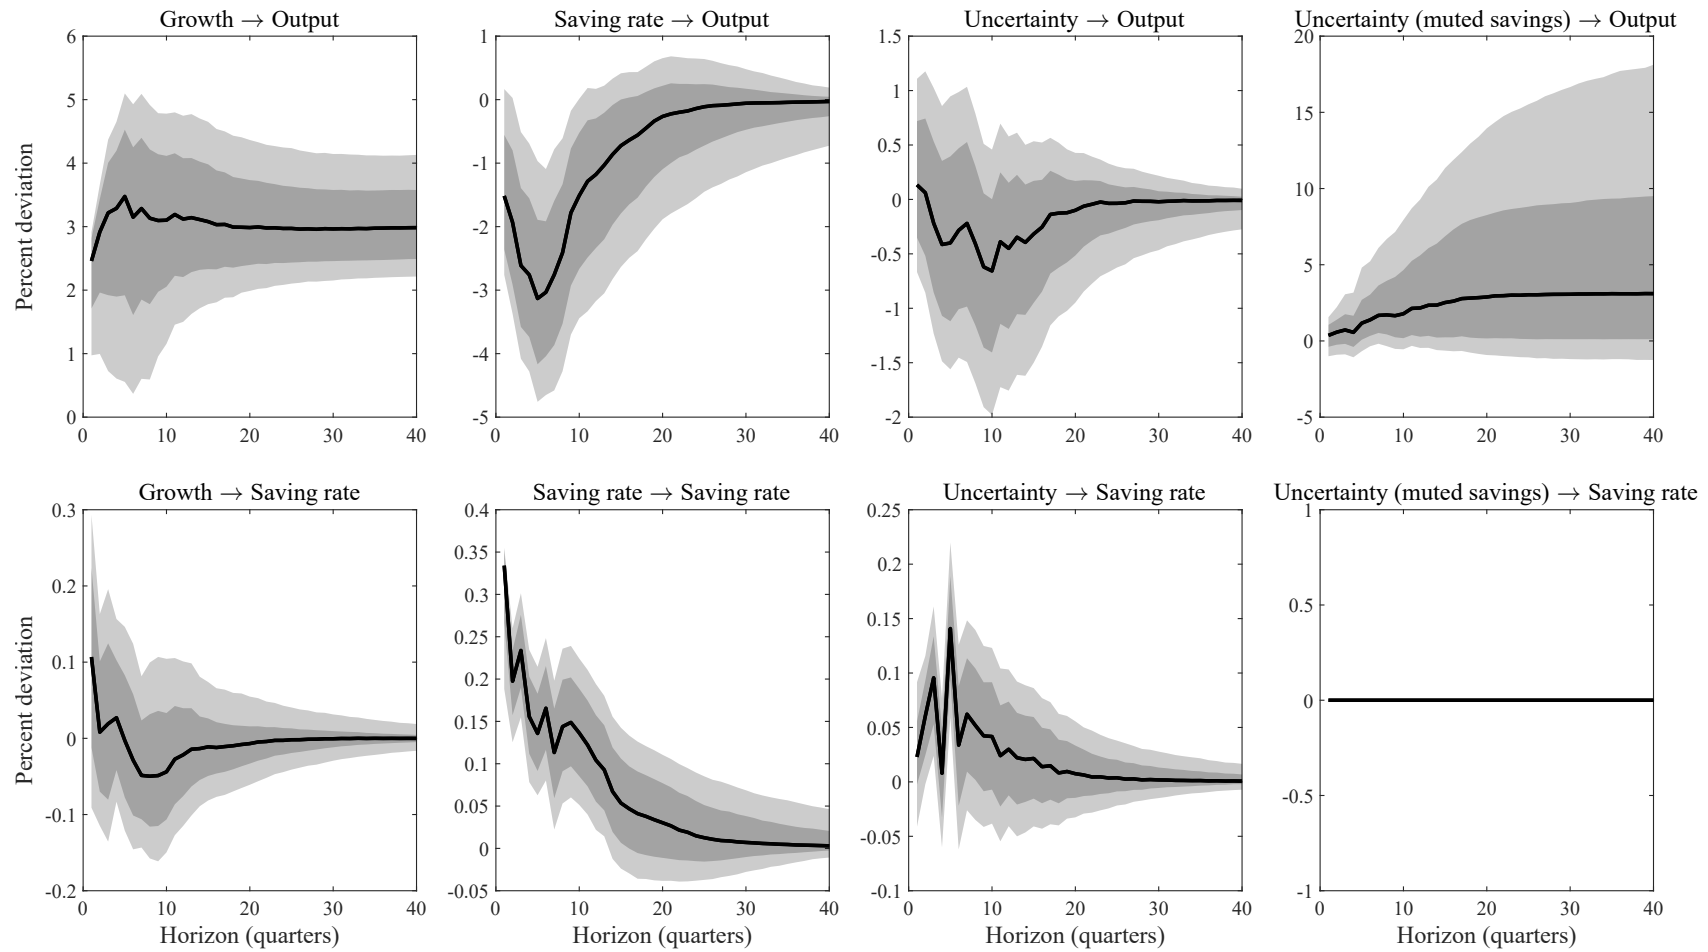 Growth → Output
Saving rate → Output
Uncertainty → Output
Uncertainty (muted savings) → Output
Percent deviation
6
5
4
3
2
1
0
0 10 20 30 40
1
0
-1
-2
-3
-4
-5
0 10 20 30 40
1.5
1
0.5
0
-0.5
-1
-1.5
-2
0 10 20 30 40
20
15
10
5
0
-5
0 10 20 30 40
Growth → Saving rate
Saving rate → Saving rate
Uncertainty → Saving rate
Uncertainty (muted savings) → Saving rate
Percent deviation
0.3
0.2
0.1
0
-0.1
-0.2
0 10 20 30 40
Horizon (quarters)
0.4
0.35
0.3
0.25
0.2
0.15
0.1
0.05
0
-0.05
0 10 20 30 40
Horizon (quarters)
0.25
0.2
0.15
0.1
0.05
0
-0.05
-0.1
0 10 20 30 40
Horizon (quarters)
1
0.5
0
-0.5
-1
0 10 20 30 40
Horizon (quarters)